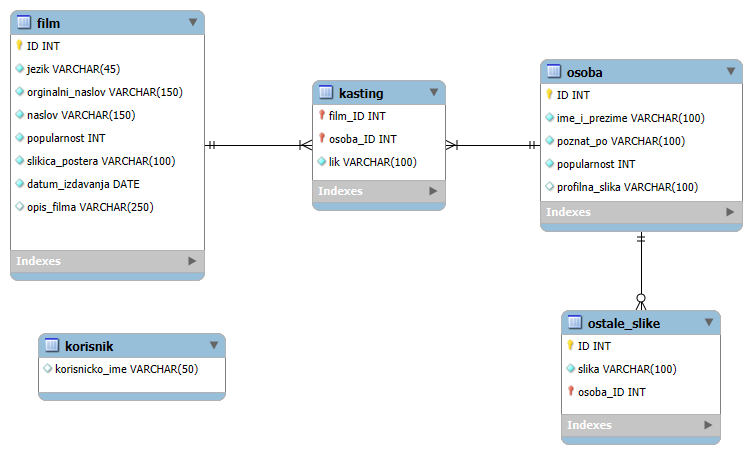 film
ID INT
jezik VARCHAR(45)
orginalni_naslov VARCHAR(150)
naslov VARCHAR(150)
popularnost INT
slikica_postera VARCHAR(100)
datum_izdavanja DATE
opis_filma VARCHAR(250)
Indexes
kasting
film_ID INT
osoba_ID INT
lik VARCHAR(100)
Indexes
osoba
ID INT
ime_i_prezime VARCHAR(100)
poznat_po VARCHAR(100)
popularnost INT
profilna_slika VARCHAR(100)
Indexes
korisnik
korisnicko_ime VARCHAR(50)
ostale_slike
ID INT
slika VARCHAR(100)
osoba_ID INT
Indexes